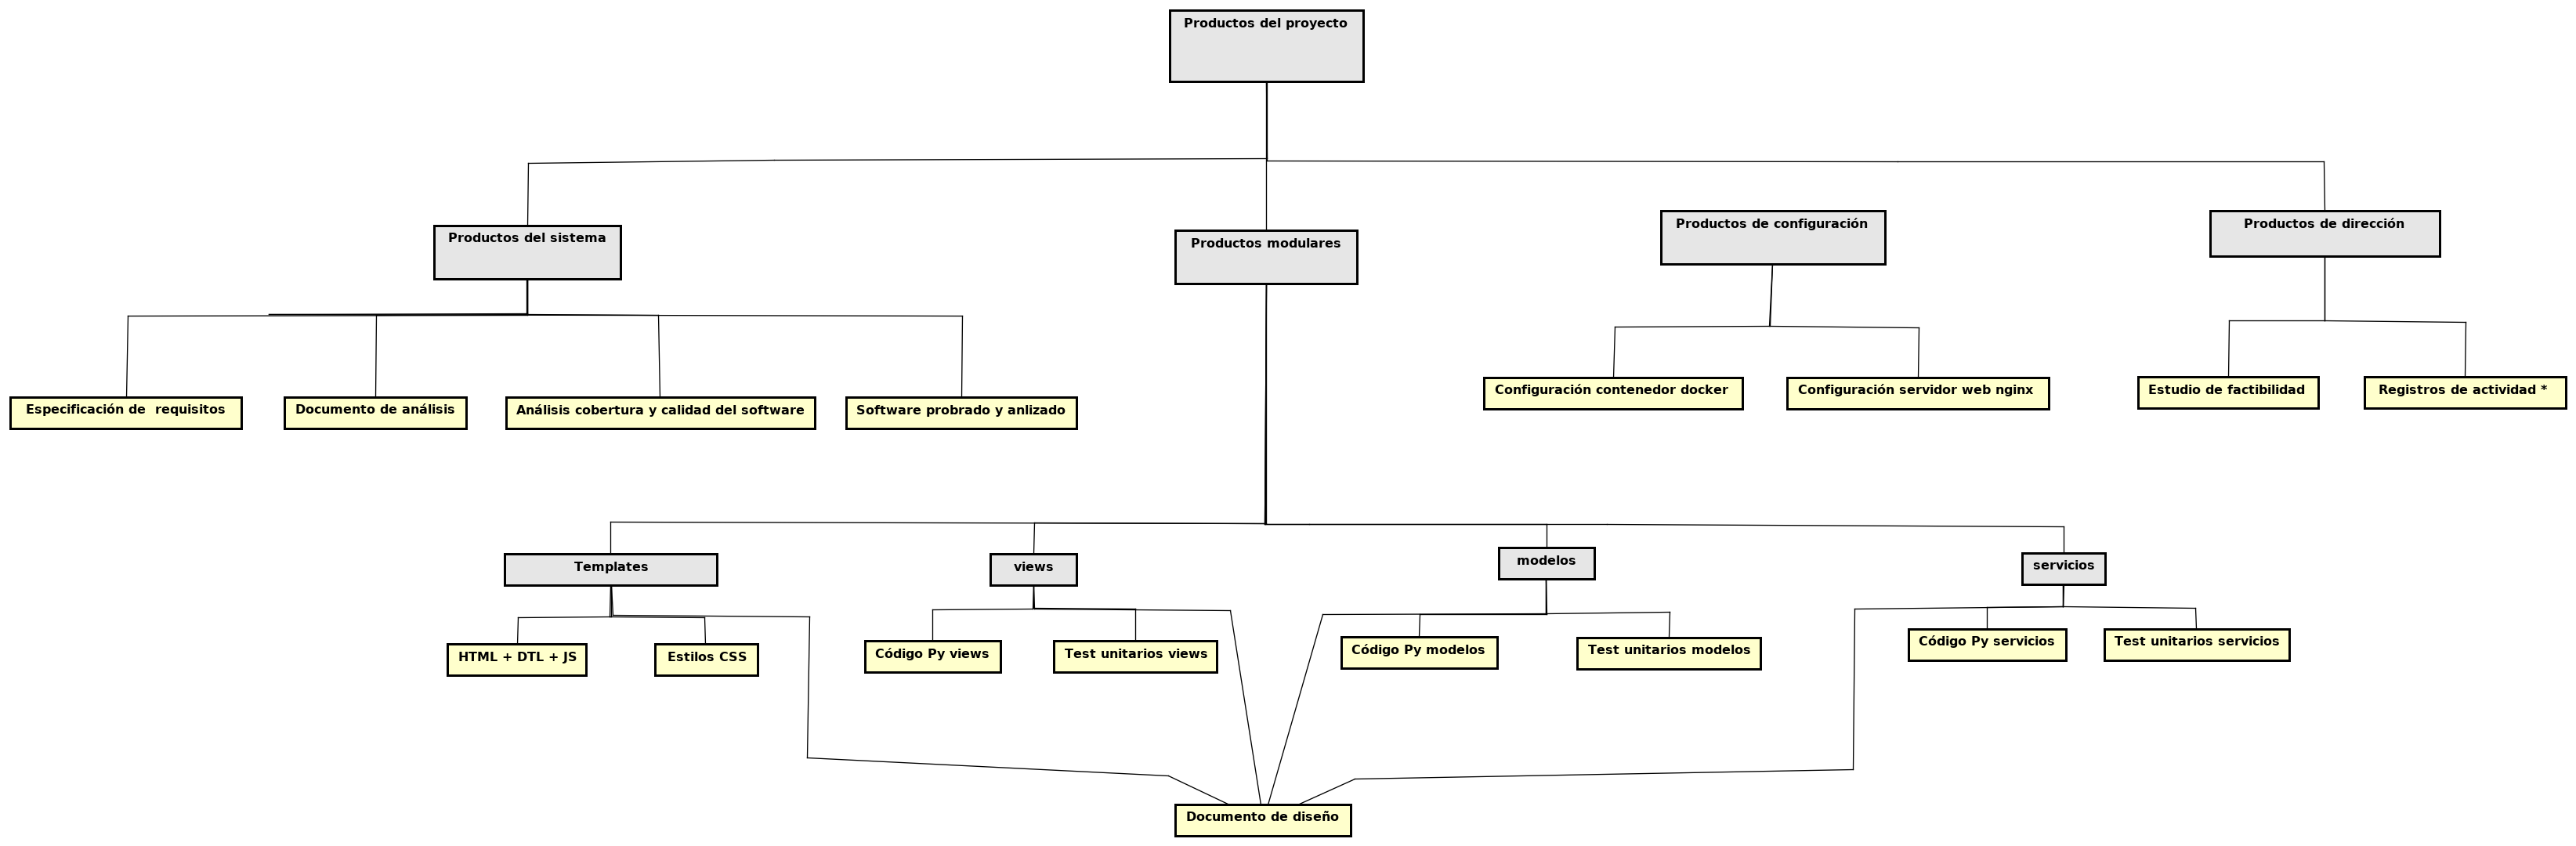 Productos del proyecto
Productos del sistema
Productos modulares
Productos de configuración
Productos de dirección
Especificación de  requisitos
Documento de análisis
Análisis cobertura y calidad del software
Software probrado y anlizado
Configuración contenedor docker
Configuración servidor web nginx
Estudio de factibilidad
Registros de actividad *
Templates
views
modelos
servicios
HTML + DTL + JS
Estilos CSS
Código Py views
Test unitarios views
Código Py modelos
Test unitarios modelos
Código Py servicios
Test unitarios servicios
Documento de diseño